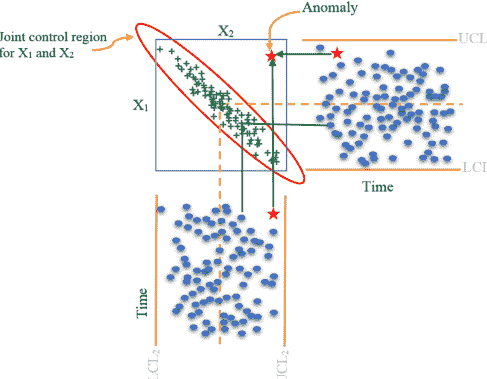 Joint control region
for X₁ and X₂
X₂
Anomaly
UCL
X₁
LCL
Time
Time
LCL₂
UCL₂